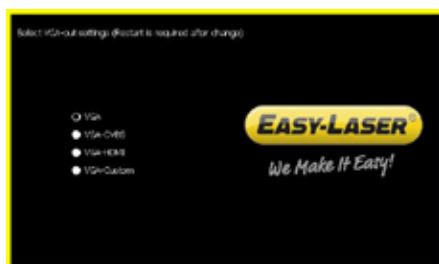 Select VGA-out settings (Restart is required after change)
VGA
VGA-CVBS
VGA-HDMI
VGA-Custom
EASY-LASER®
We Make It Easy!